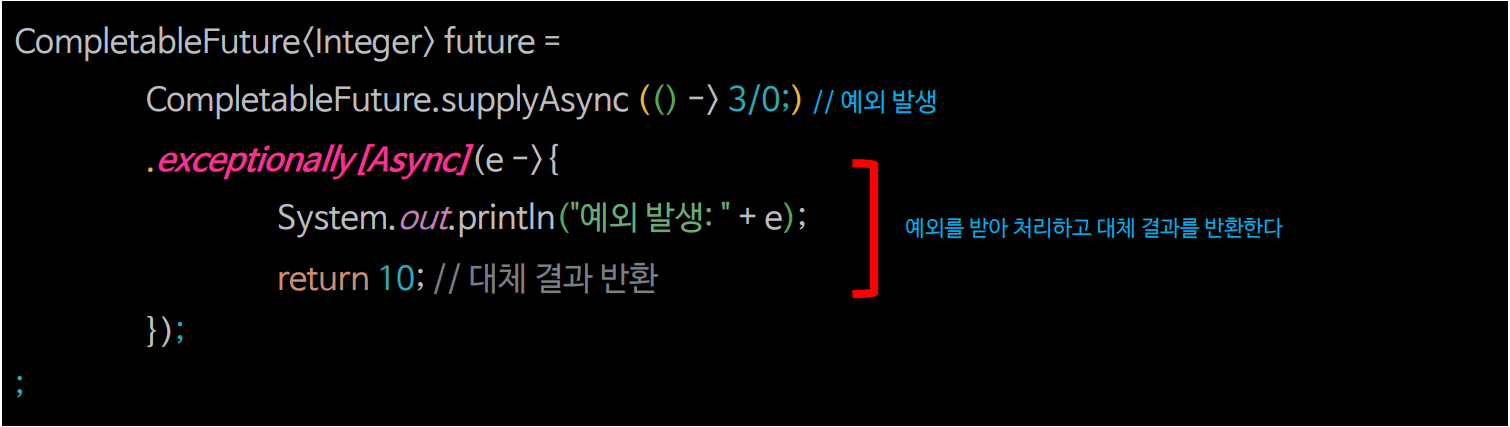 CompletableFuture<Integer> future =
CompletableFuture.supplyAsync (() -> 3/0;) // 예외 발생
.exceptionally[Async](e ->{
System.out.println("예외 발생: " + e);
예외를 받아 처리하고 대체 결과를 반환한다
return 10; // 대체 결과 반환
});
;